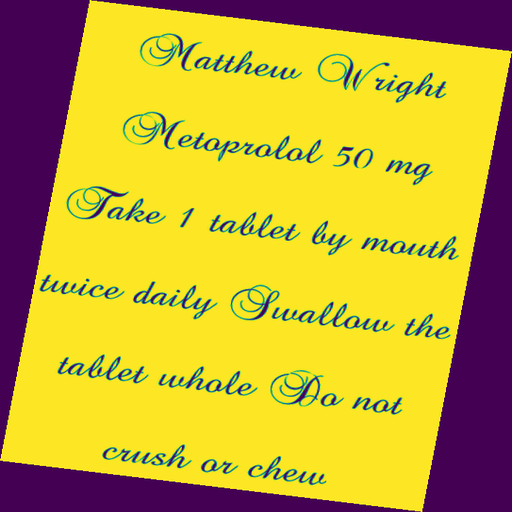 Matthew Wright
Metoprolol 50 mg
Take 1 tablet by mouth
twice daily Swallow the
tablet whole Do not
crush or chew